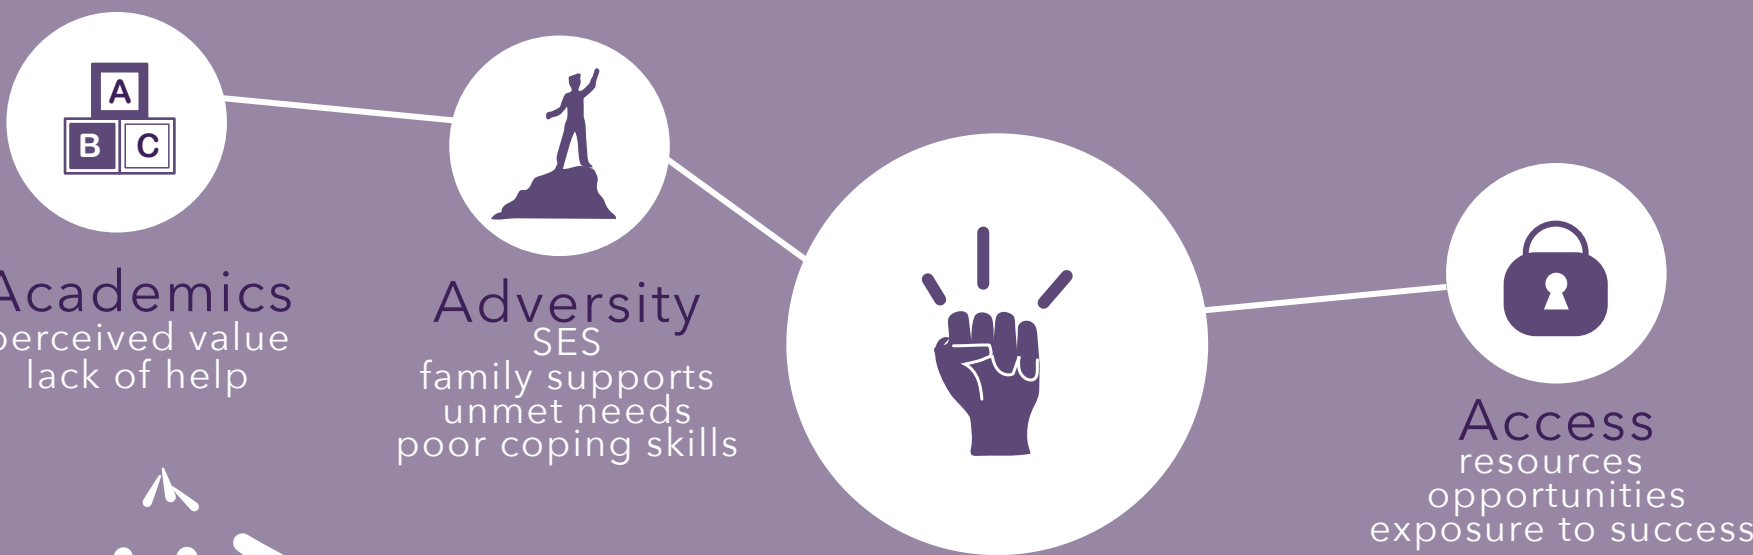 A
B C
Academics
perceived value
lack of help
Adversity
SES
family supports
unmet needs
poor coping skills
Access
resources
opportunities
exposure to success